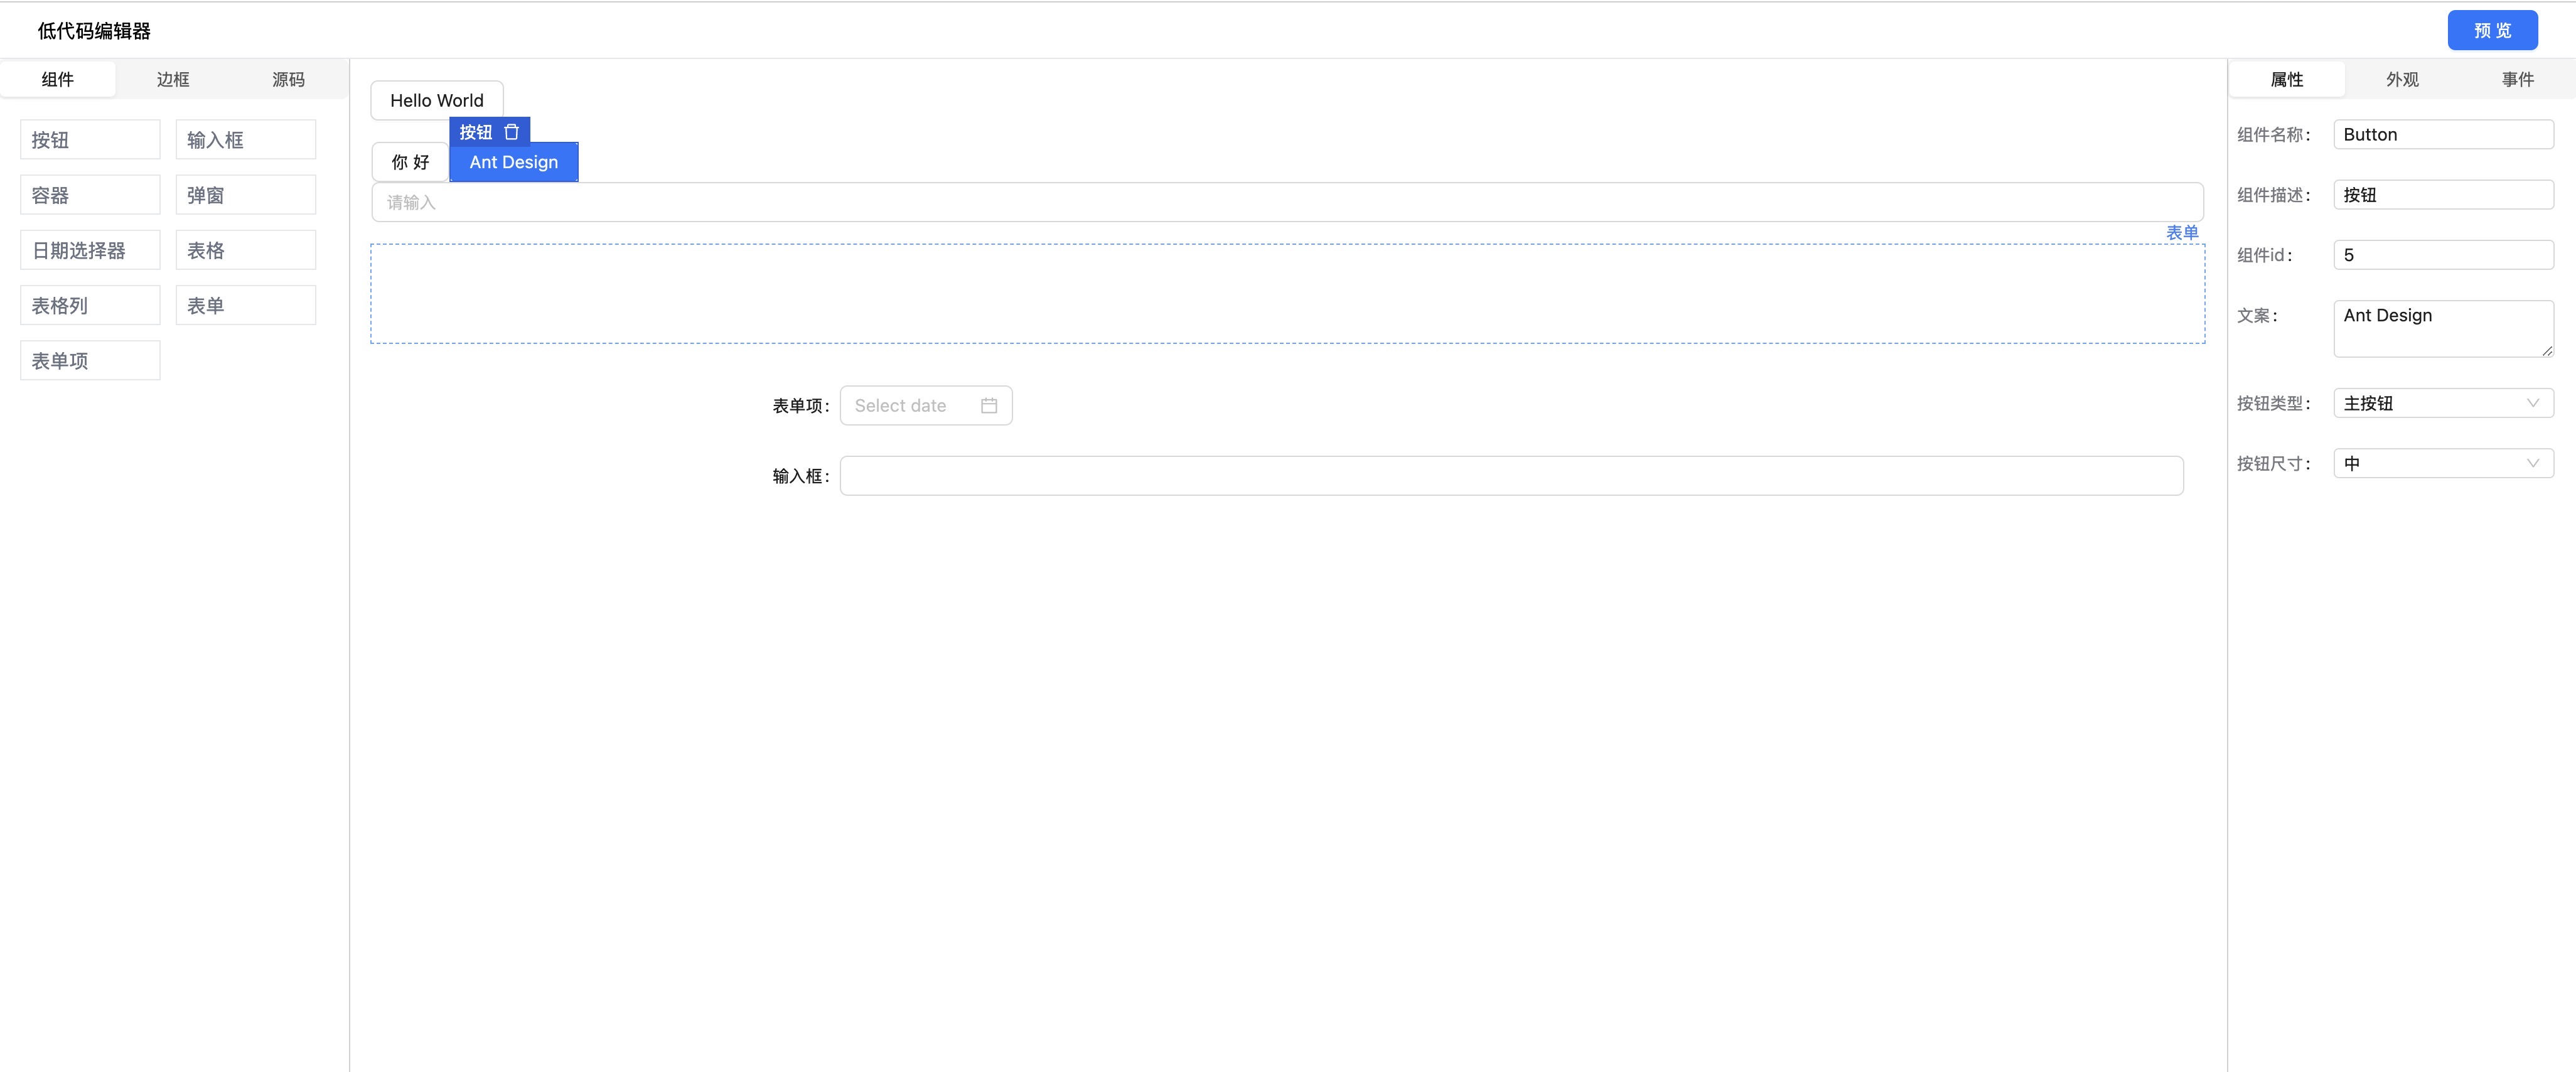 低代码编辑器
预 览
组件 边框 源码
按钮 输入框
容器 弹窗
日期选择器 表格
表格列 表单
表单项
Hello World
按钮
你 好 Ant Design
请输入
表单
表单项：Select date
输入框：
属性 外观 事件
组件名称：Button
组件描述：按钮
组件id：5
文案：Ant Design
按钮类型：主按钮
按钮尺寸：中